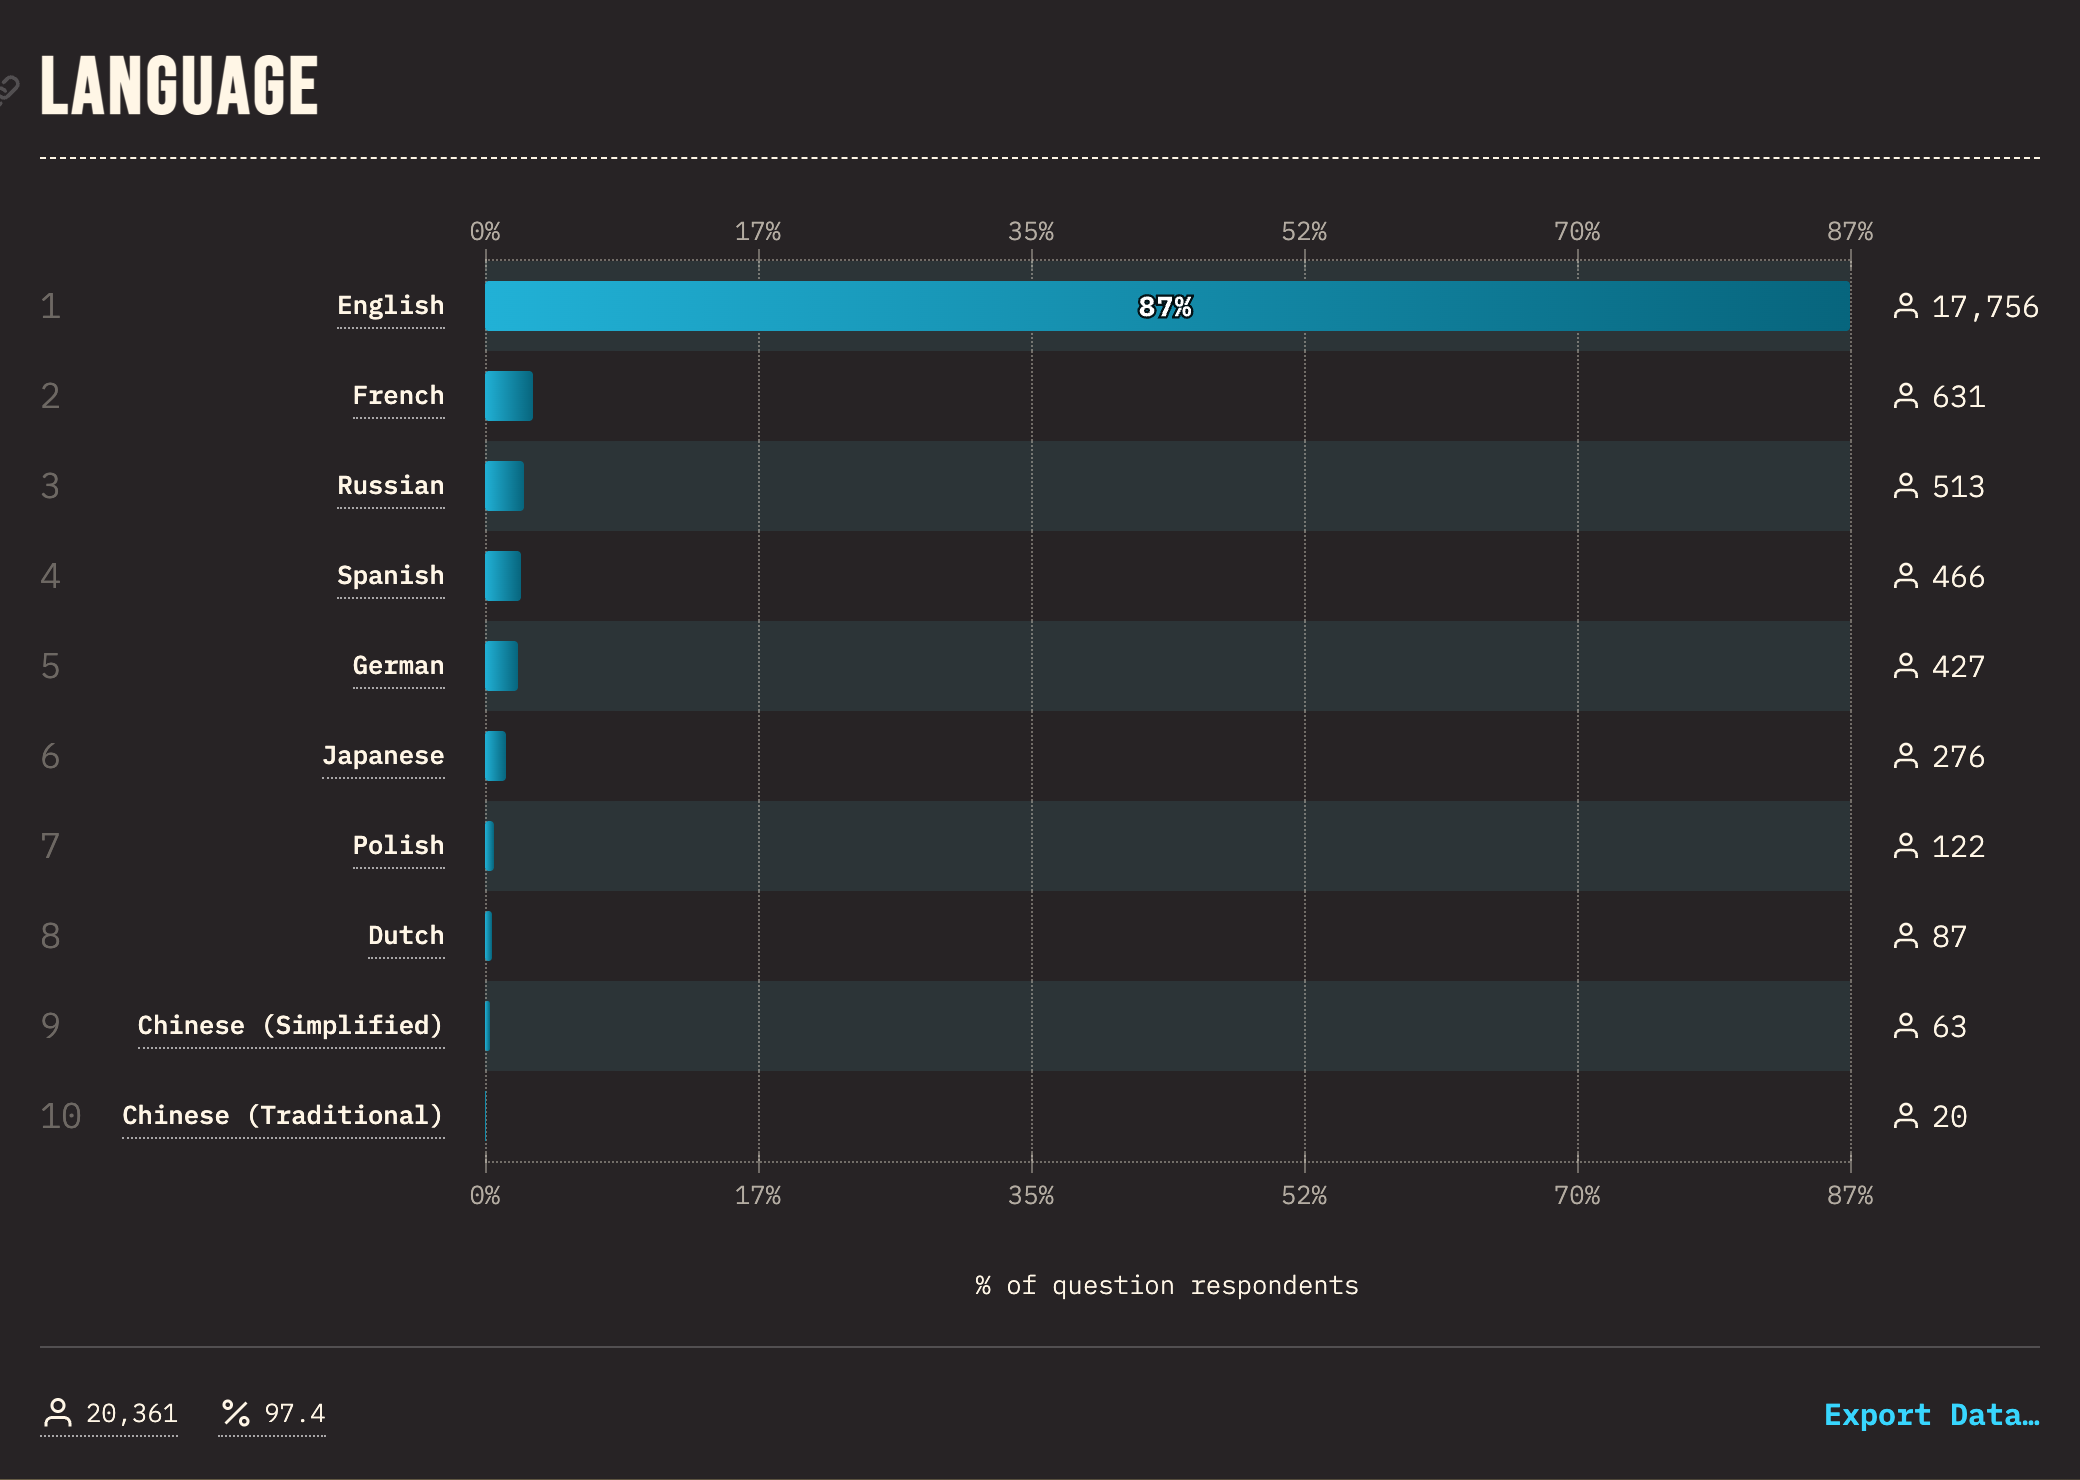 LANGUAGE
0% 17% 35% 52% 70% 87%
1 English 87% 17,756
2 French 631
3 Russian 513
4 Spanish 466
5 German 427
6 Japanese 276
7 Polish 122
8 Dutch 87
9 Chinese (Simplified) 63
10 Chinese (Traditional) 20
0% 17% 35% 52% 70% 87%
% of question respondents
20,361 % 97.4 Export Data…